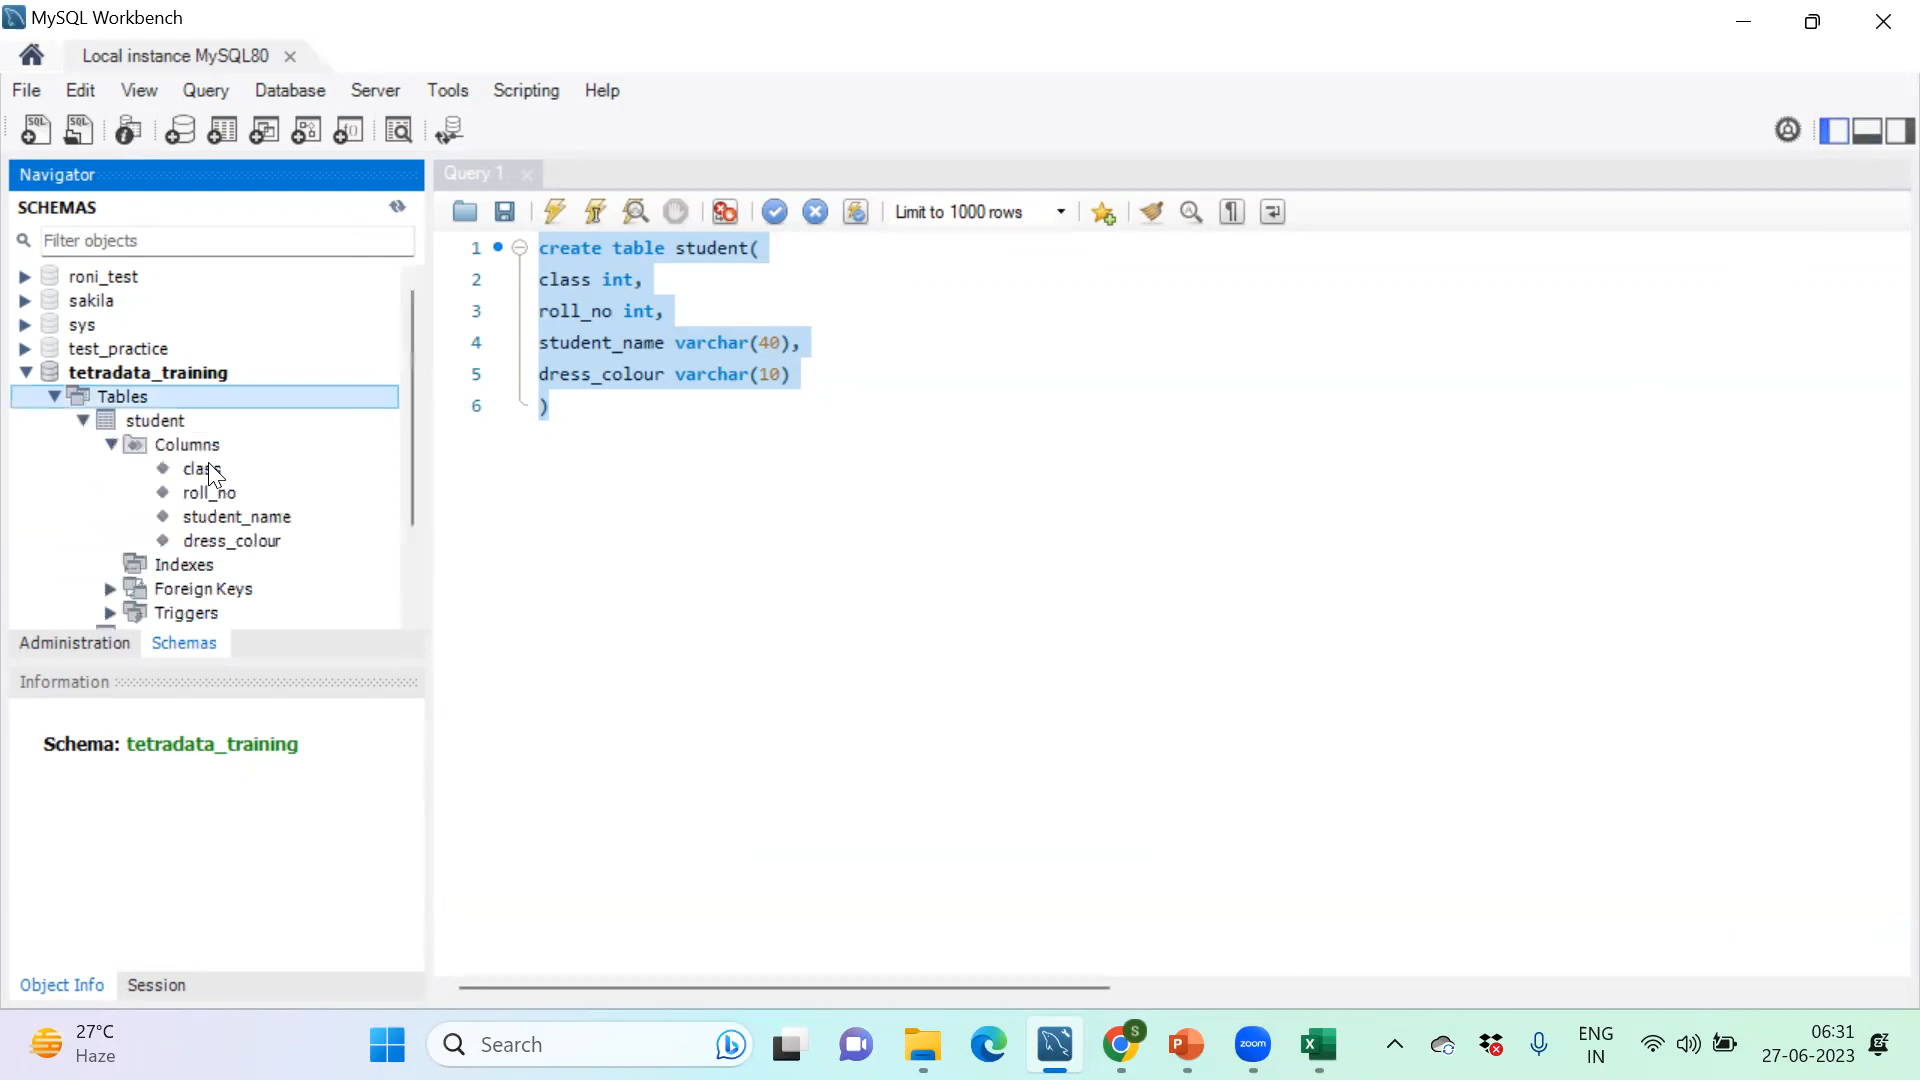 MySQL Workbench
Local instance MySQL80
File Edit View Query Database Server Tools Scripting Help
Navigator
SCHEMAS
Filter objects
roni_test
sakila
sys
test_practice
tetradata_training
Tables
student
Columns
class
roll_no
student_name
dress_colour
Indexes
Foreign Keys
Triggers
Administration Schemas
Information
Schema: tetradata_training
Object Info Session
Query 1
Limit to 1000 rows
1 create table student(
2 class int,
3 roll_no int,
4 student_name varchar(40),
5 dress_colour varchar(10)
6 )
27°C
Haze
Search
zoom
S
ENG
IN
06:31
27-06-2023